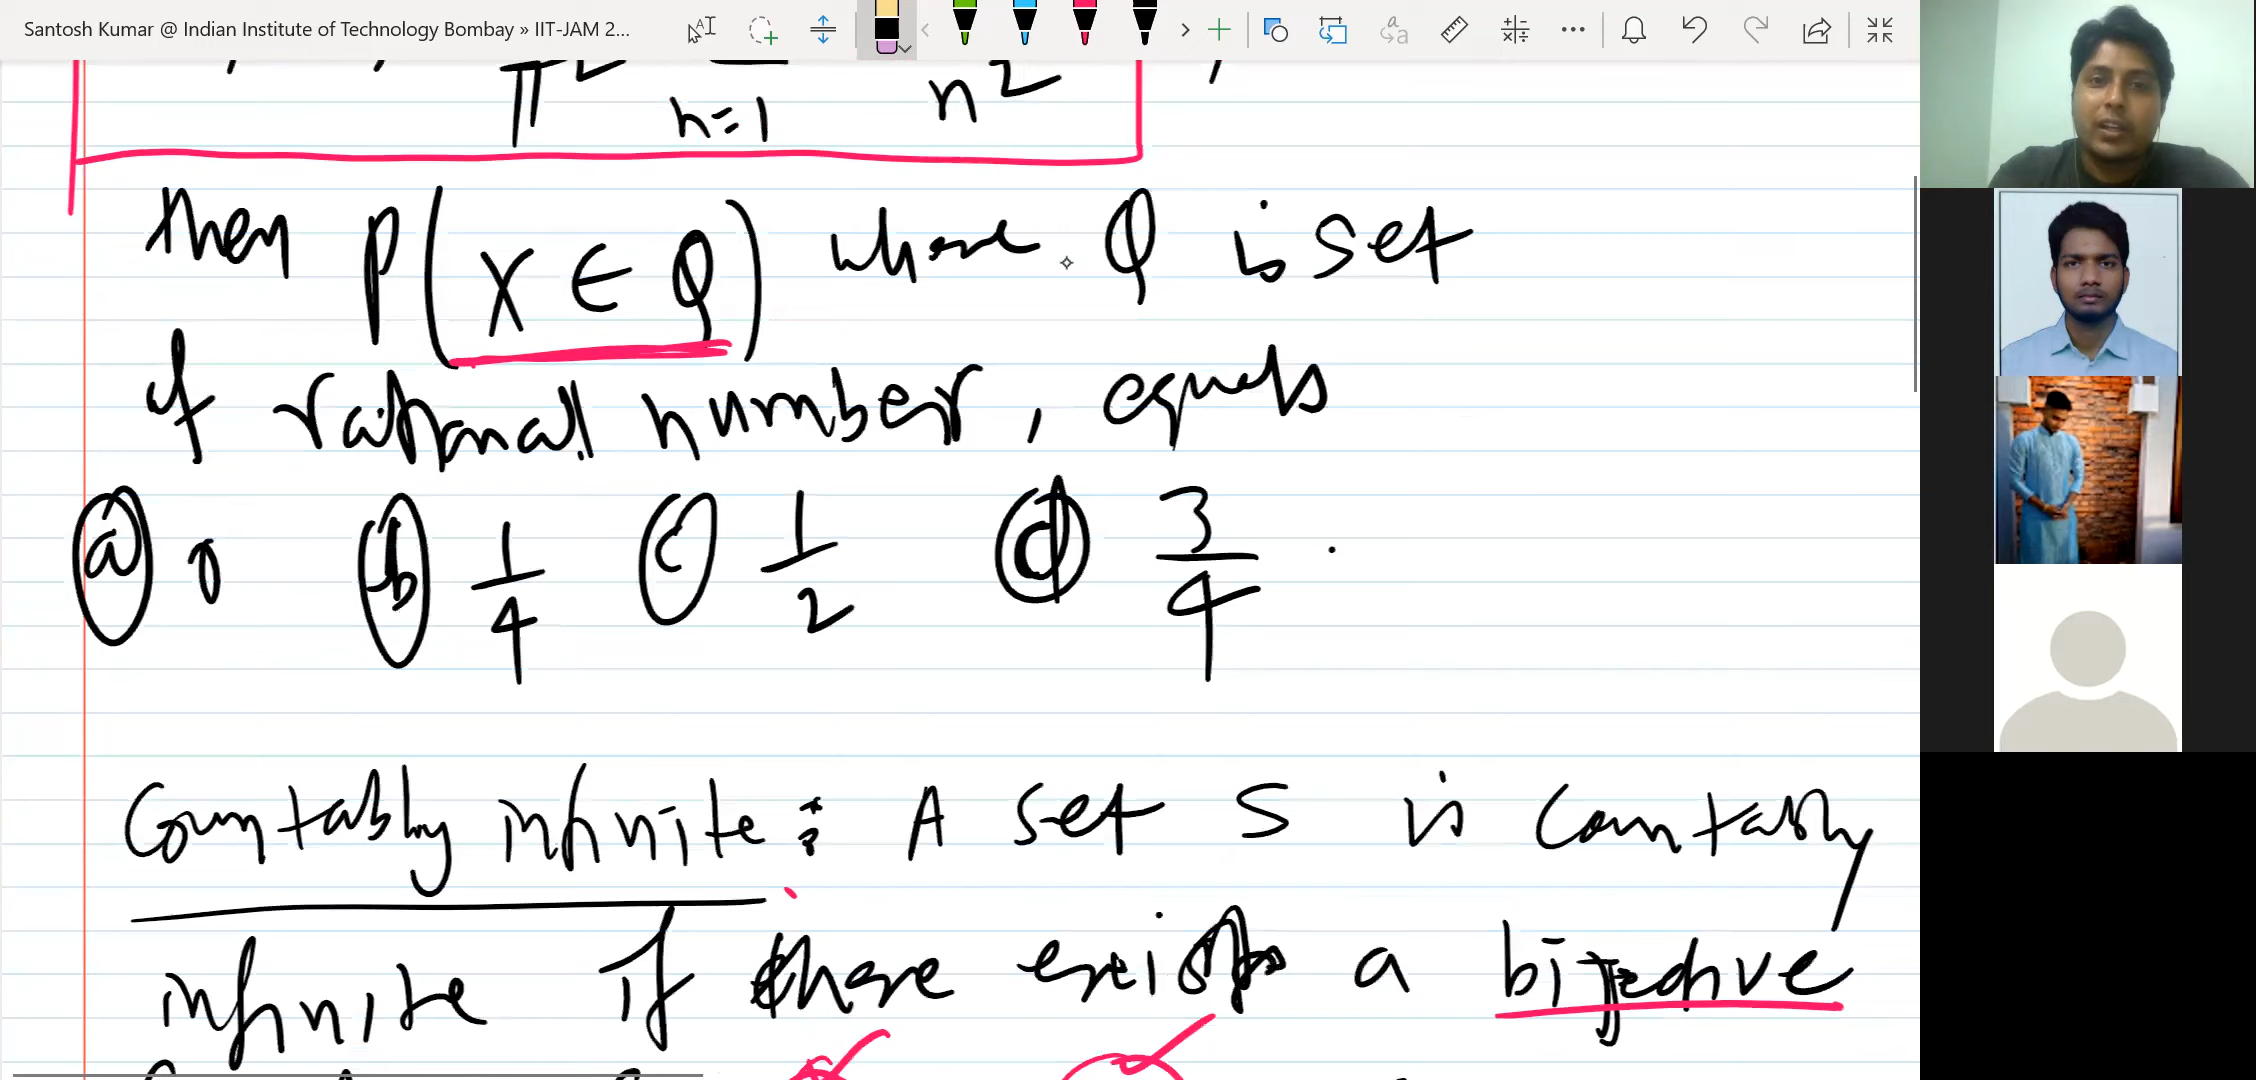 Santosh Kumar @ Indian Institute of Technology Bombay » IIT-JAM 2...
π² n=1 n²
then P(X ∈ Q) where Q is set
of rational number, equals
(a) 0 (b) 1/4 (c) 1/2 (d) 3/4 .
Countably infinite: A set S is countably
infinite if there exists a bijective